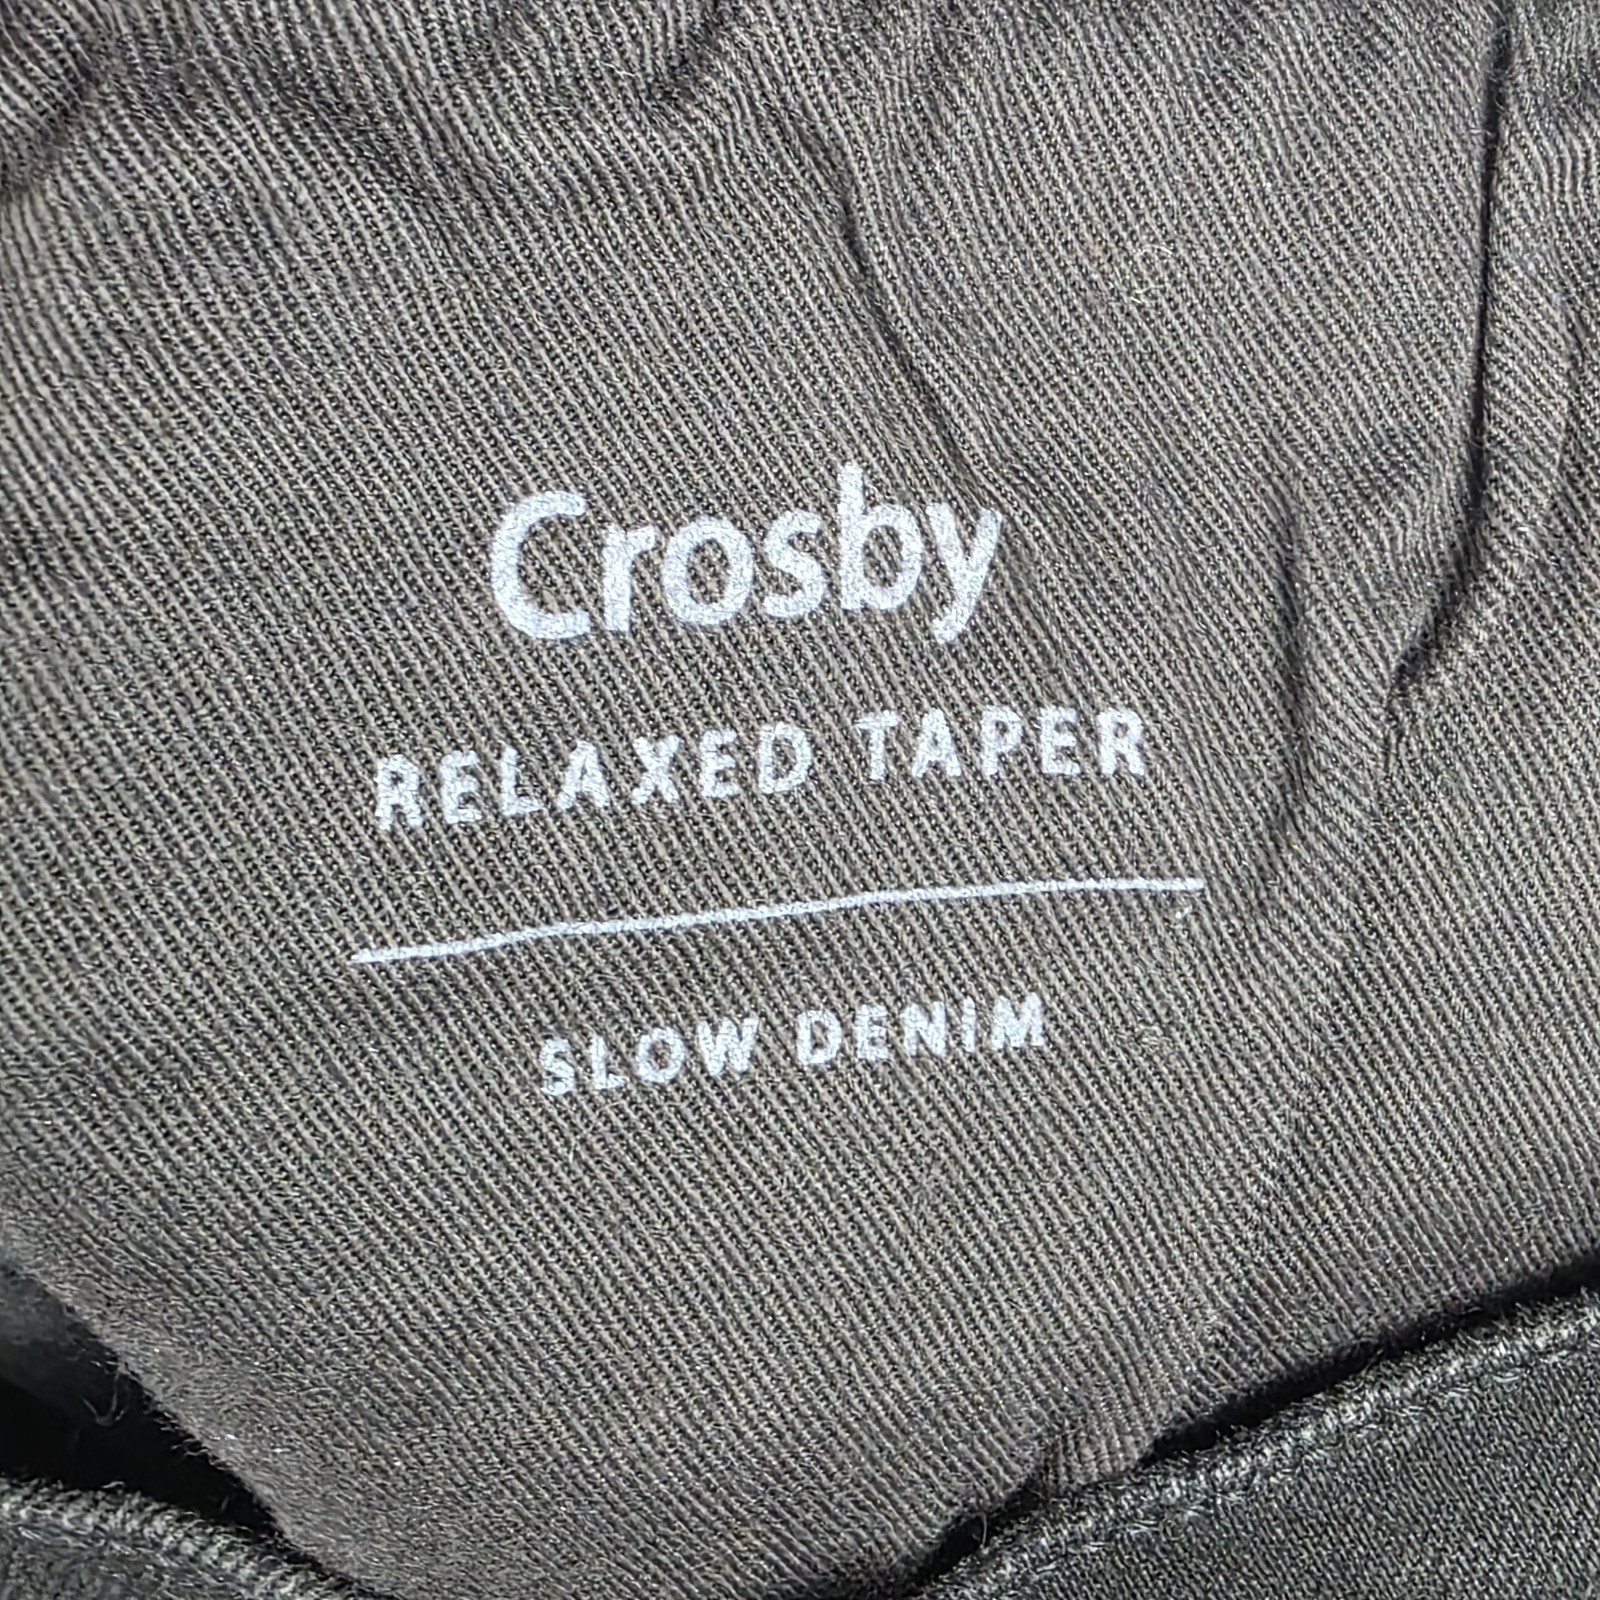 Crosby
RELAXED TAPER
SLOW DENIM